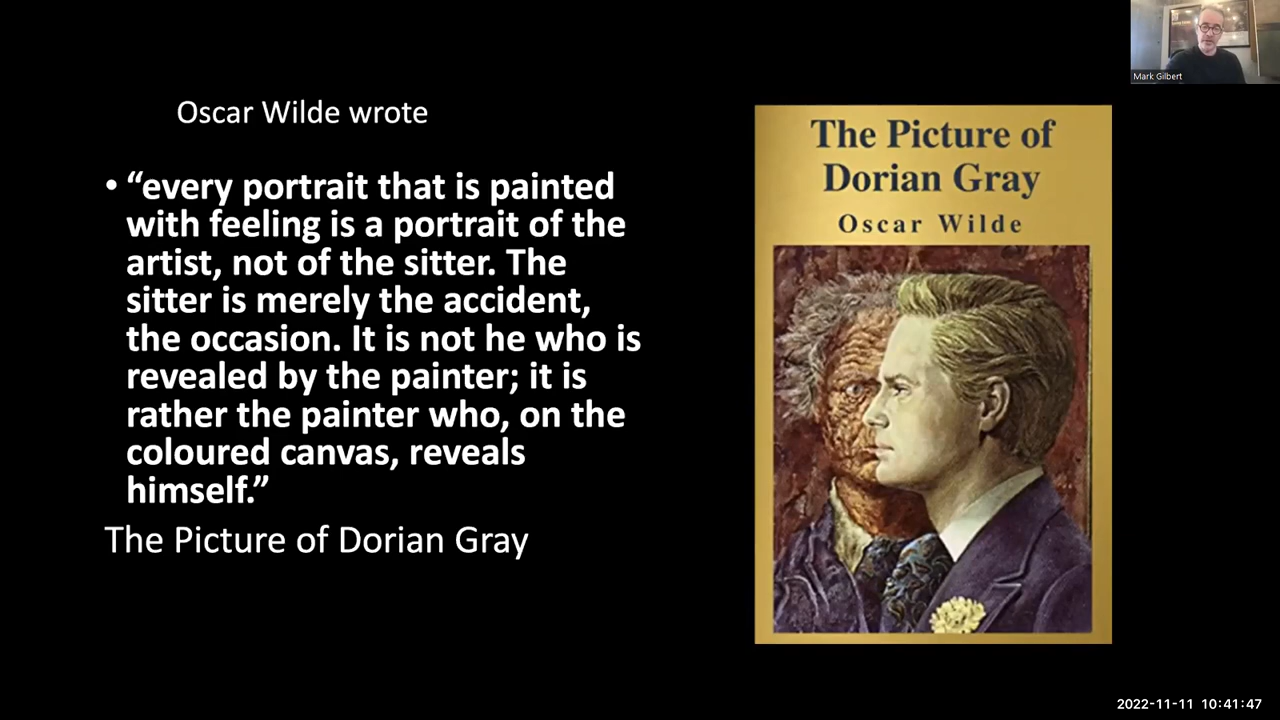 Oscar Wilde wrote
• “every portrait that is painted
with feeling is a portrait of the
artist, not of the sitter. The
sitter is merely the accident,
the occasion. It is not he who is
revealed by the painter; it is
rather the painter who, on the
coloured canvas, reveals
himself.”
The Picture of Dorian Gray
The Picture of
Dorian Gray
Oscar Wilde
Mark Gilbert
2022-11-11 10:41:47